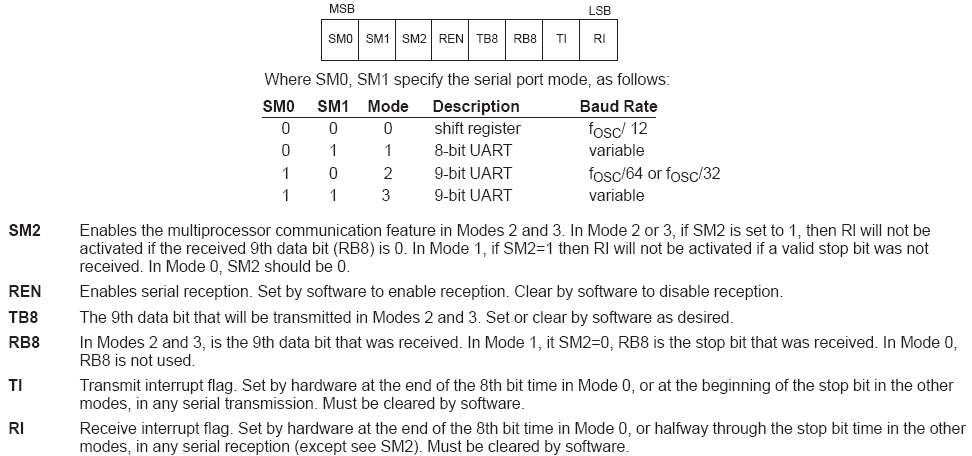 MSB LSB
SM0 SM1 SM2 REN TB8 RB8 TI RI
Where SM0, SM1 specify the serial port mode, as follows:
SM0 SM1 Mode Description Baud Rate
0 0 0 shift register fOSC/ 12
0 1 1 8-bit UART variable
1 0 2 9-bit UART fOSC/64 or fOSC/32
1 1 3 9-bit UART variable
SM2 Enables the multiprocessor communication feature in Modes 2 and 3. In Mode 2 or 3, if SM2 is set to 1, then RI will not be
activated if the received 9th data bit (RB8) is 0. In Mode 1, if SM2=1 then RI will not be activated if a valid stop bit was not
received. In Mode 0, SM2 should be 0.
REN Enables serial reception. Set by software to enable reception. Clear by software to disable reception.
TB8 The 9th data bit that will be transmitted in Modes 2 and 3. Set or clear by software as desired.
RB8 In Modes 2 and 3, is the 9th data bit that was received. In Mode 1, it SM2=0, RB8 is the stop bit that was received. In Mode 0,
RB8 is not used.
TI Transmit interrupt flag. Set by hardware at the end of the 8th bit time in Mode 0, or at the beginning of the stop bit in the other
modes, in any serial transmission. Must be cleared by software.
RI Receive interrupt flag. Set by hardware at the end of the 8th bit time in Mode 0, or halfway through the stop bit time in the other
modes, in any serial reception (except see SM2). Must be cleared by software.